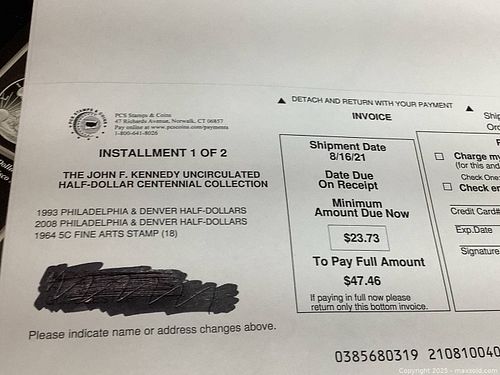 PCS STAMPS & COINS
PCS Stamps & Coins
47 Richards Avenue, Norwalk, CT 06857
Pay online at www.pcscoins.com/payments
1-800-641-8026
INSTALLMENT 1 OF 2
THE JOHN F. KENNEDY UNCIRCULATED
HALF-DOLLAR CENTENNIAL COLLECTION
1993 PHILADELPHIA & DENVER HALF-DOLLARS
2008 PHILADELPHIA & DENVER HALF-DOLLARS
1964 5C FINE ARTS STAMP (18)
Please indicate name or address changes above.
▲ DETACH AND RETURN WITH YOUR PAYMENT ▲
INVOICE
Shipment Date
8/16/21
Date Due
On Receipt
Minimum
Amount Due Now
$23.73
To Pay Full Amount
$47.46
If paying in full now please
return only this bottom invoice.
Ship
Charge my
(for this and
Check One:
Credit Card#
Exp.Date
Signature
0385680319 210810040
Copyright 2025 - maxsold.com